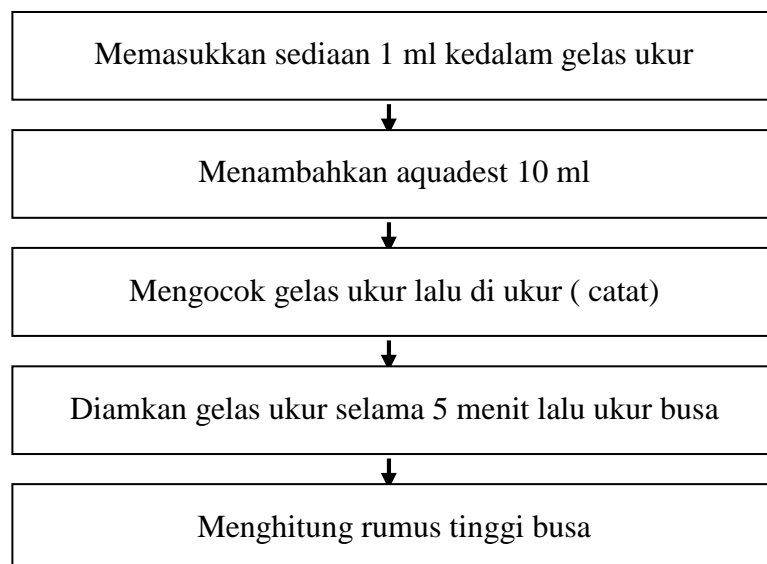 Memasukkan sediaan 1 ml kedalam gelas ukur
Menambahkan aquadest 10 ml
Mengocok gelas ukur lalu di ukur ( catat)
Diamkan gelas ukur selama 5 menit lalu ukur busa
Menghitung rumus tinggi busa